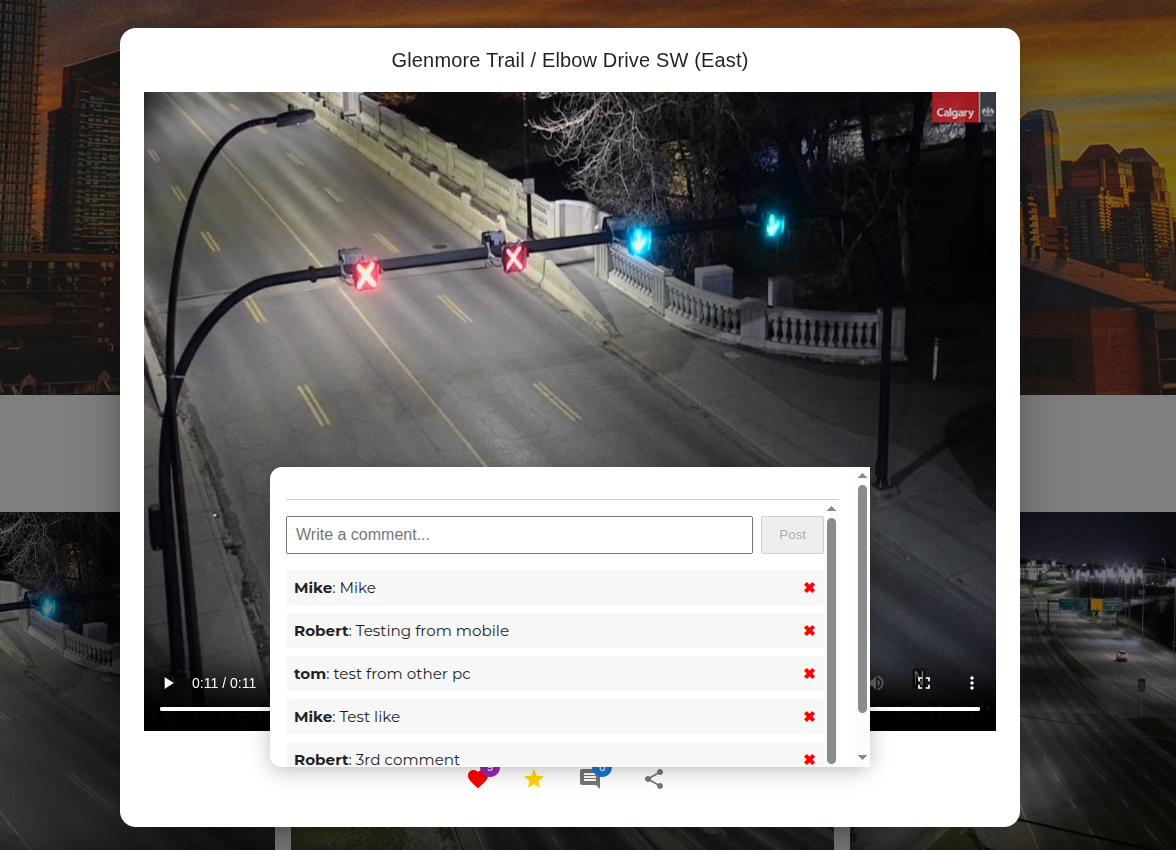 Glenmore Trail / Elbow Drive SW (East)
Calgary
Write a comment...
Post
Mike: Mike
Robert: Testing from mobile
tom: test from other pc
Mike: Test like
Robert: 3rd comment
0:11 / 0:11